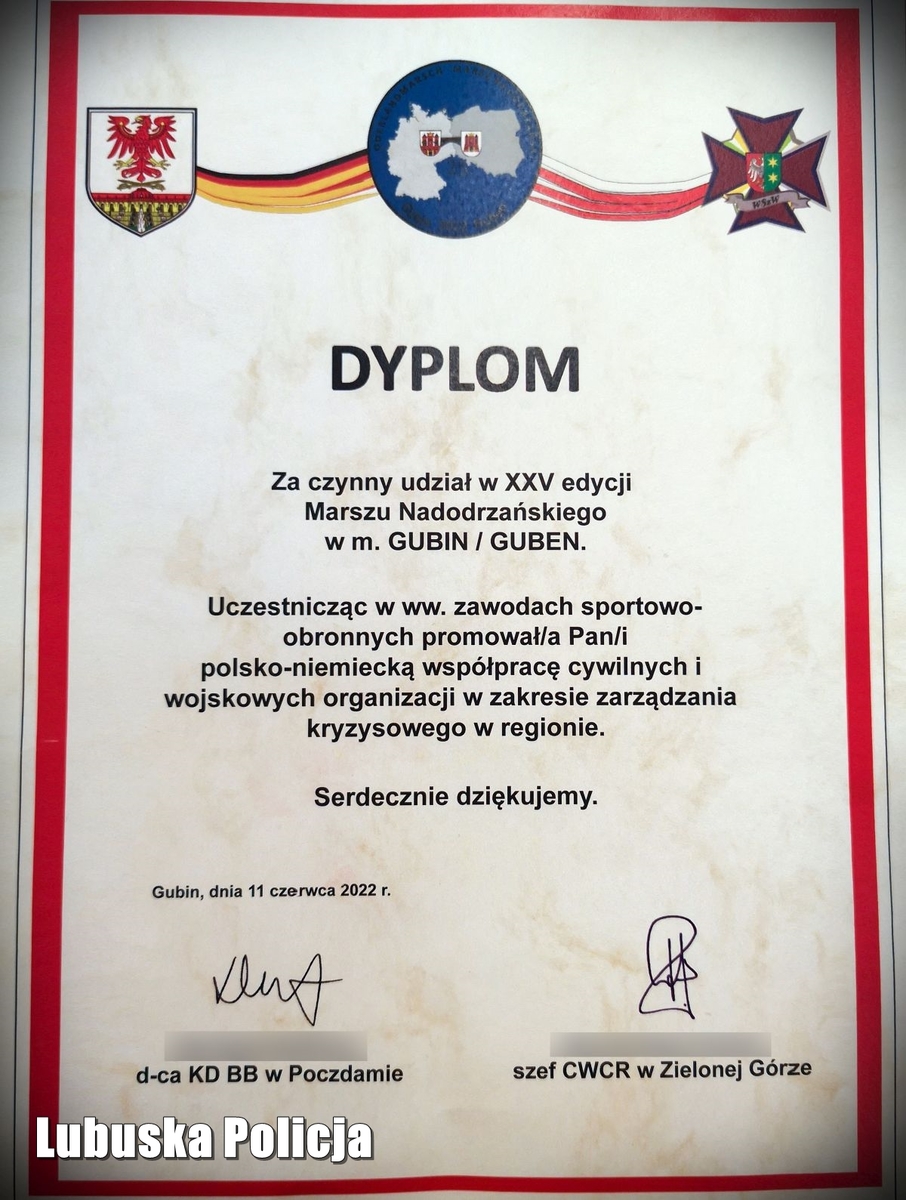 WSzW
DYPLOM
Za czynny udział w XXV edycji
Marszu Nadodrzańskiego
w m. GUBIN / GUBEN.
Uczestnicząc w ww. zawodach sportowo-
obronnych promował/a Pan/i
polsko-niemiecką współpracę cywilnych i
wojskowych organizacji w zakresie zarządzania
kryzysowego w regionie.
Serdecznie dziękujemy.
Gubin, dnia 11 czerwca 2022 r.
d-ca KD BB w Poczdamie
szef CWCR w Zielonej Górze
Lubuska Policja